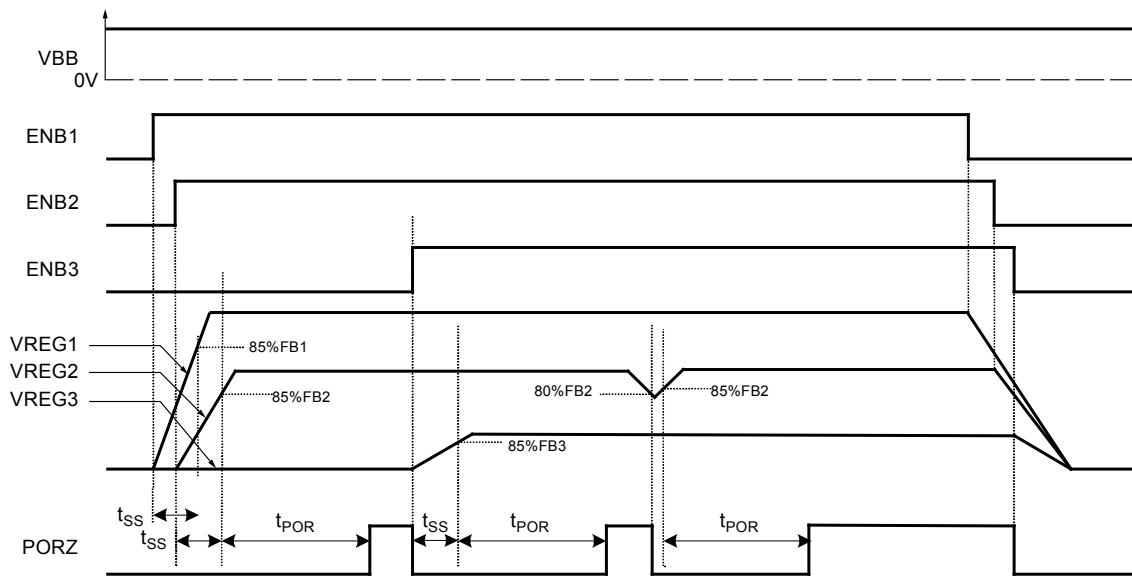 VBB
0V
ENB1
ENB2
ENB3
VREG1
VREG2
VREG3
85%FB1
85%FB2
80%FB2
85%FB2
85%FB3
tSS
tSS
tPOR
tSS
tPOR
tPOR
PORZ